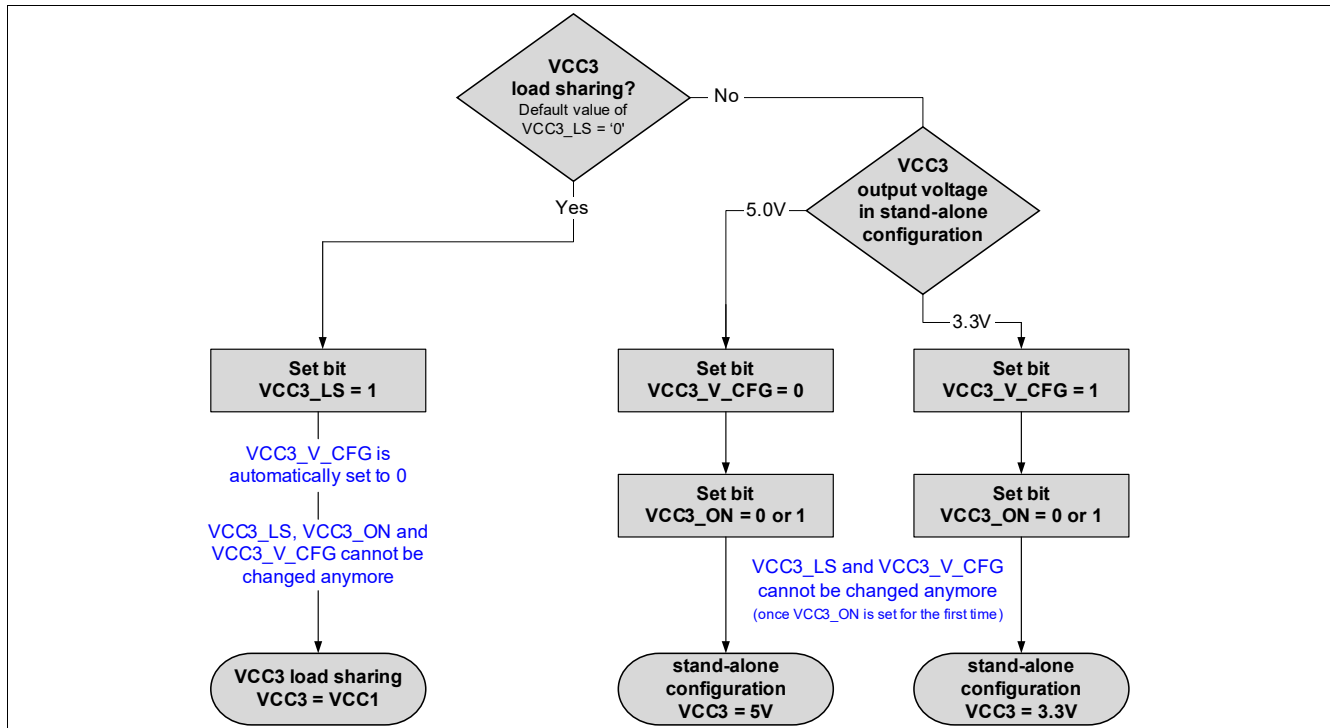 VCC3
load sharing?
Default value of
VCC3_LS = ‘0'
No
Yes
VCC3
output voltage
in stand-alone
configuration
5.0V
3.3V
Set bit
VCC3_LS = 1
VCC3_V_CFG is
automatically set to 0
VCC3_LS, VCC3_ON and
VCC3_V_CFG cannot be
changed anymore
VCC3 load sharing
VCC3 = VCC1
Set bit
VCC3_V_CFG = 0
Set bit
VCC3_ON = 0 or 1
Set bit
VCC3_V_CFG = 1
Set bit
VCC3_ON = 0 or 1
VCC3_LS and VCC3_V_CFG
cannot be changed anymore
(once VCC3_ON is set for the first time)
stand-alone
configuration
VCC3 = 5V
stand-alone
configuration
VCC3 = 3.3V